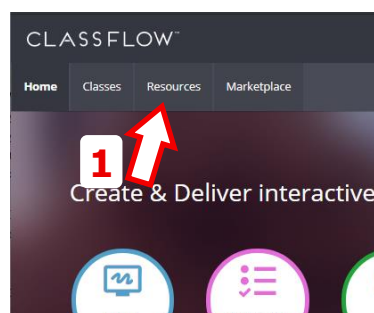 CLASSFLOW™
Home Classes Resources Marketplace
1
Create & Deliver interactive